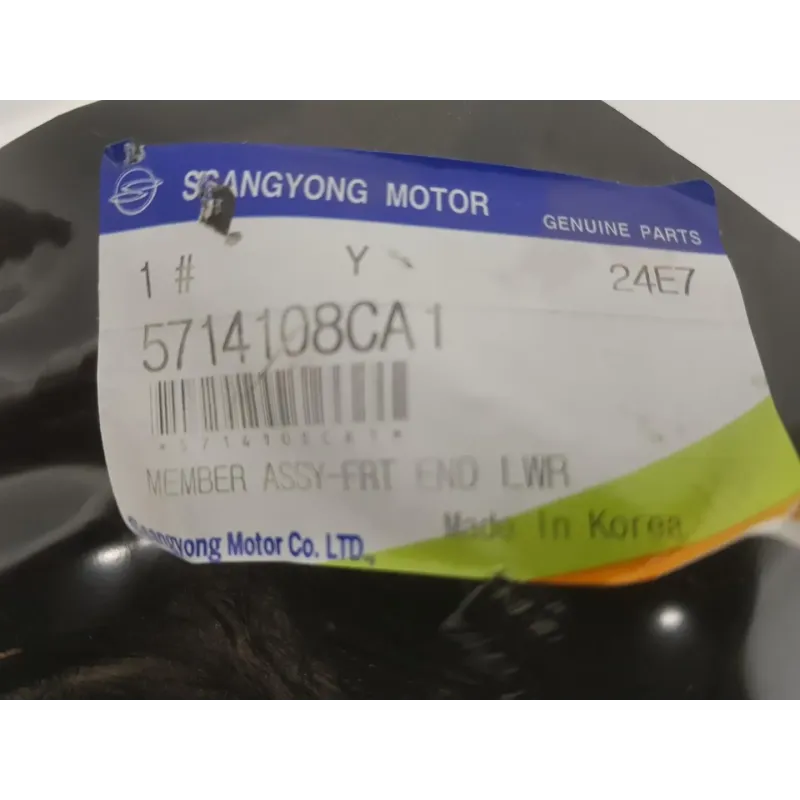 SSANGYONG MOTOR GENUINE PARTS
1 # Y 24E7
5714108CA1
*5714108CA1*
MEMBER ASSY-FRT END LWR
Made In Korea
Ssangyong Motor Co. LTD.